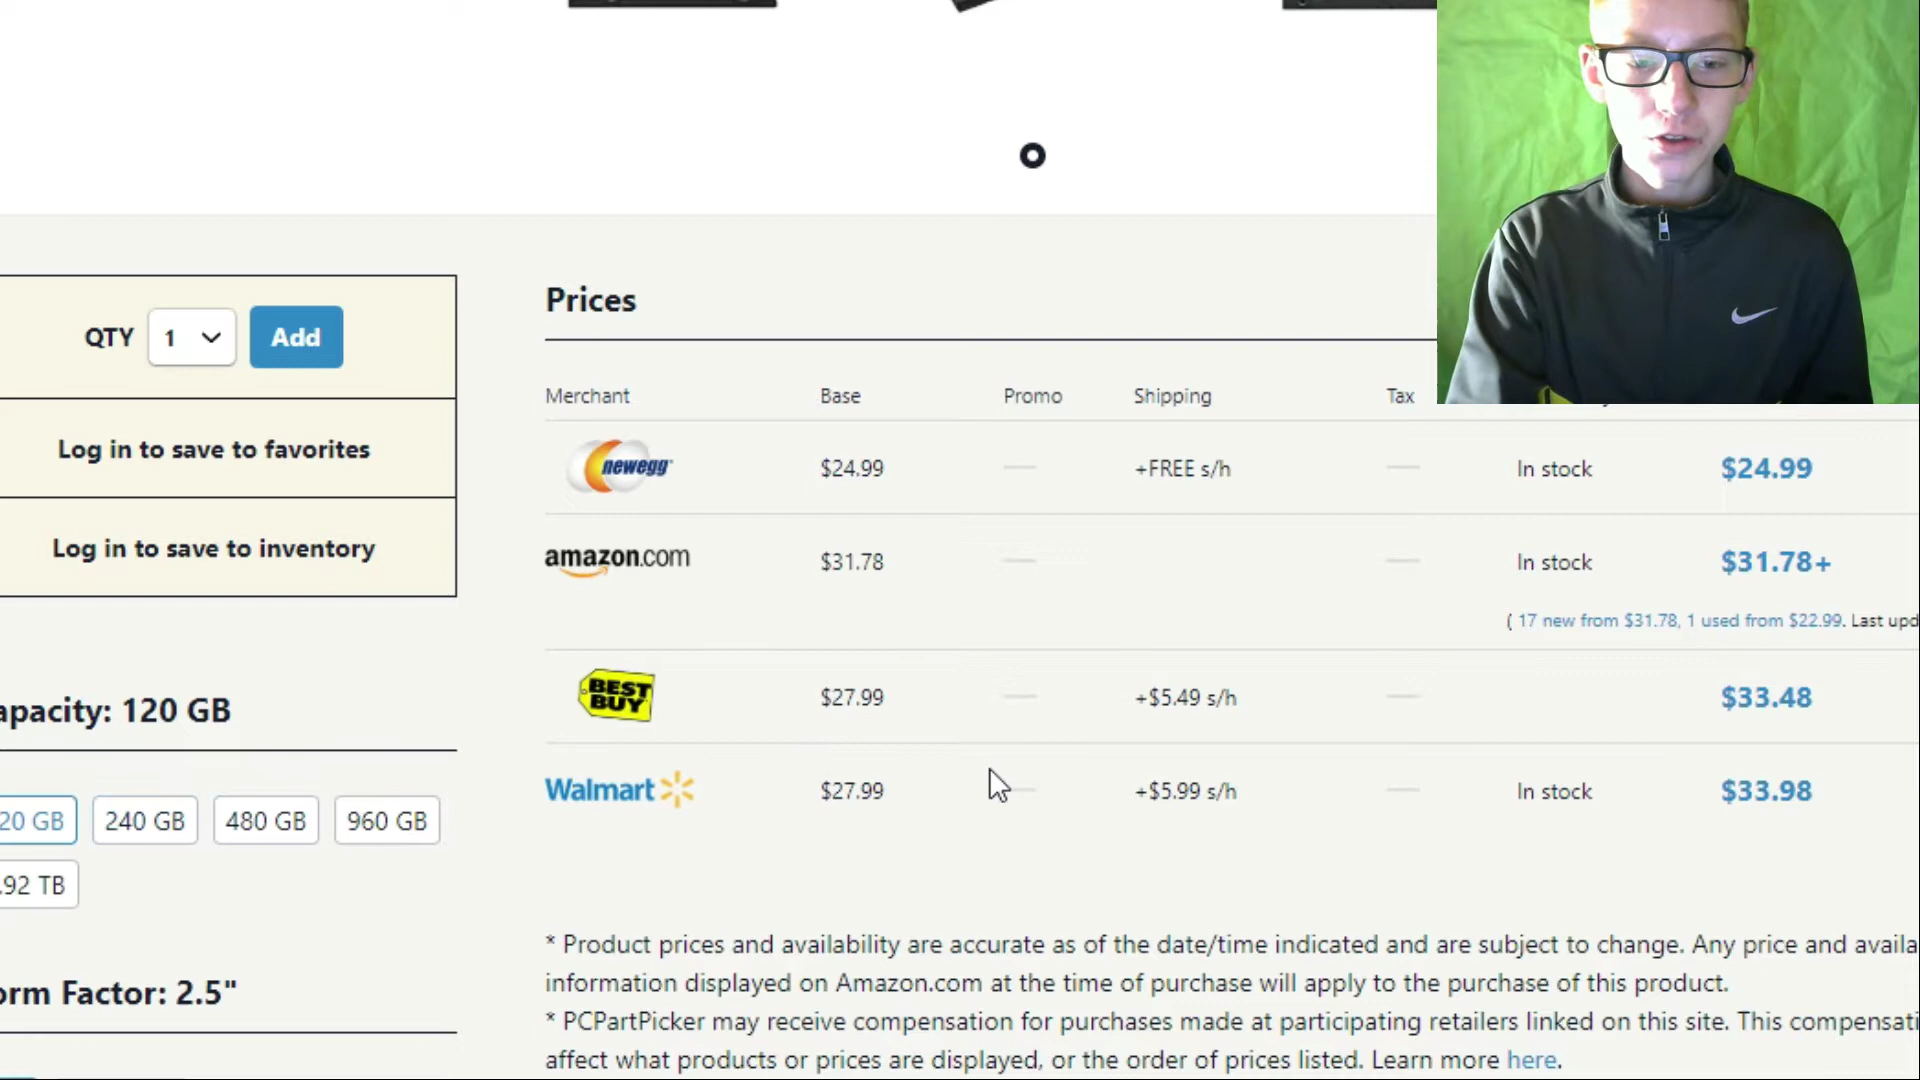 Prices
QTY 1 Add
Log in to save to favorites
Log in to save to inventory
Merchant Base Promo Shipping Tax
newegg $24.99 +FREE s/h In stock $24.99
amazon.com $31.78 In stock $31.78+
( 17 new from $31.78, 1 used from $22.99. Last upd
BEST BUY $27.99 +$5.49 s/h $33.48
Walmart $27.99 +$5.99 s/h In stock $33.98
apacity: 120 GB
20 GB 240 GB 480 GB 960 GB
.92 TB
orm Factor: 2.5"
* Product prices and availability are accurate as of the date/time indicated and are subject to change. Any price and availa
information displayed on Amazon.com at the time of purchase will apply to the purchase of this product.
* PCPartPicker may receive compensation for purchases made at participating retailers linked on this site. This compensati
affect what products or prices are displayed, or the order of prices listed. Learn more here.